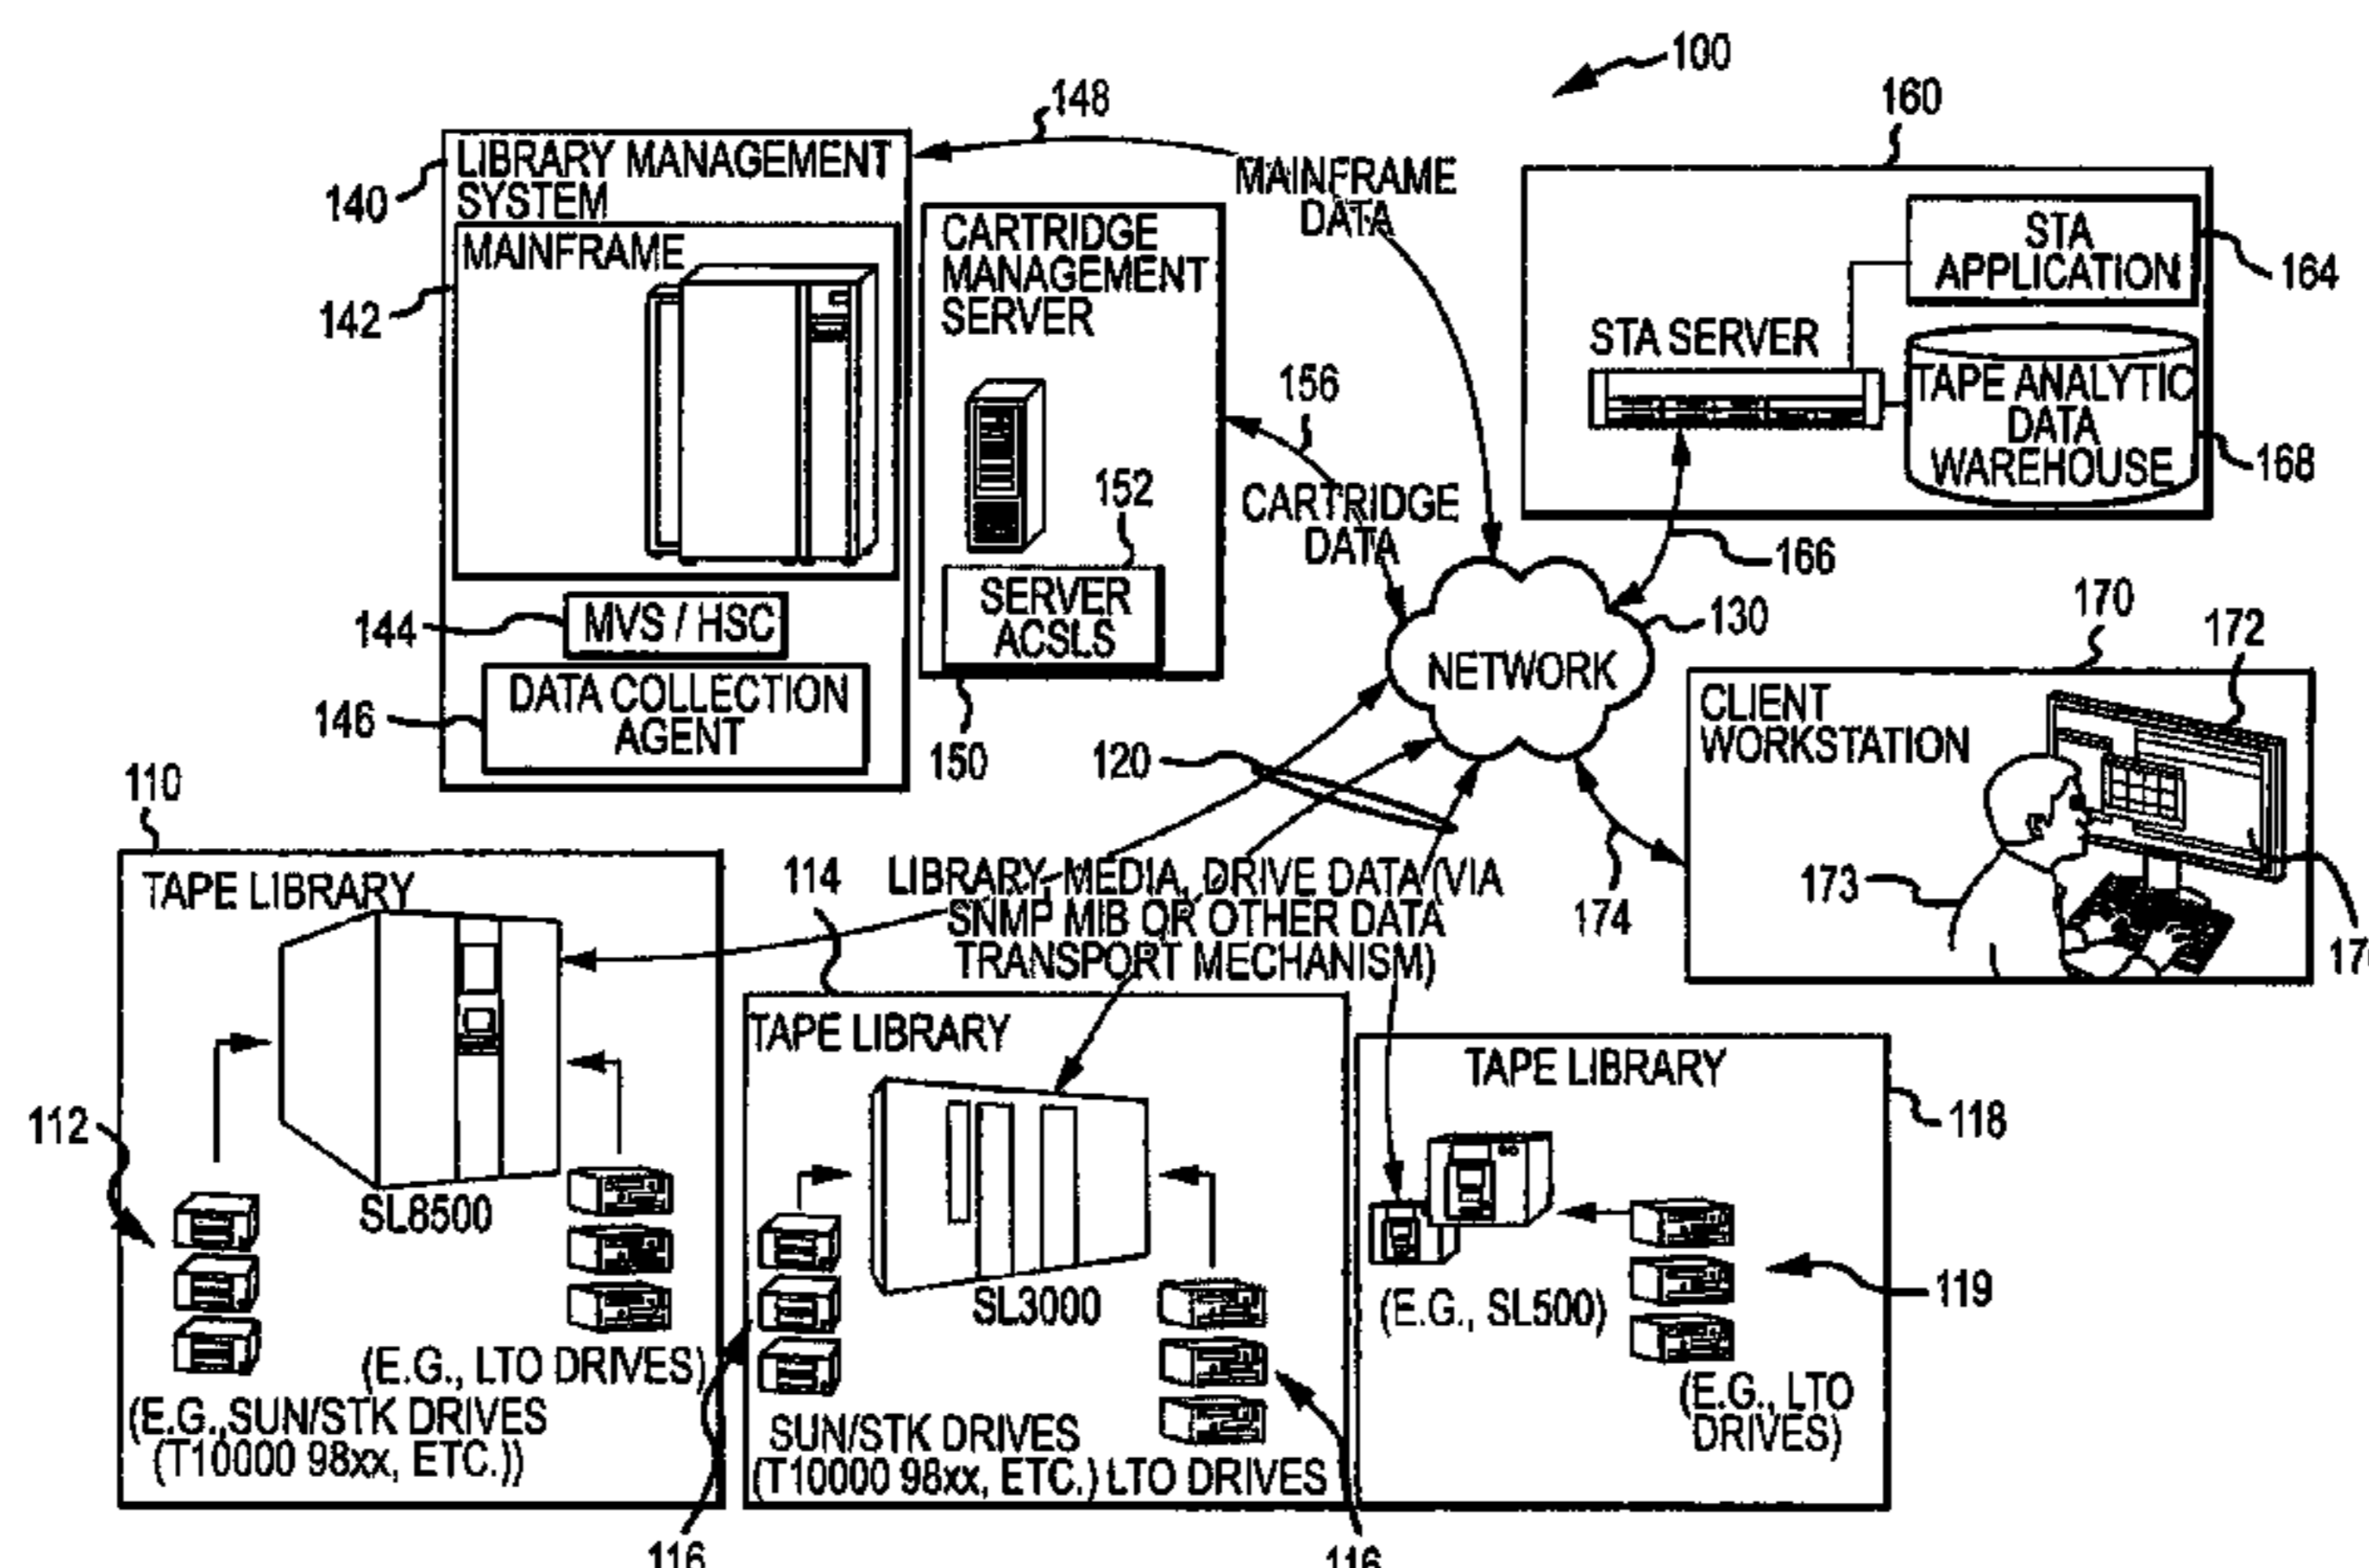 100
148
160
LIBRARY MANAGEMENT
SYSTEM
140
MAINFRAME
142
MAINFRAME
DATA
CARTRIDGE
MANAGEMENT
SERVER
STA
APPLICATION
164
STA SERVER
TAPE ANALYTIC
DATA
WAREHOUSE
168
156
152
CARTRIDGE
DATA
SERVER
ACSLS
166
144
MVS / HSC
130
170
172
NETWORK
146
DATA COLLECTION
AGENT
150
120
CLIENT
WORKSTATION
110
TAPE LIBRARY
114
LIBRARY, MEDIA, DRIVE DATA (VIA
SNMP MIB OR OTHER DATA
TRANSPORT MECHANISM)
174
173
TAPE LIBRARY
TAPE LIBRARY
112
118
SL8500
SL3000
(E.G., SL500)
119
(E.G., LTO DRIVES)
(E.G.,SUN/STK DRIVES
(T10000 98xx, ETC.))
SUN/STK DRIVES
(T10000 98xx, ETC.) LTO DRIVES
(E.G., LTO
DRIVES)
116
116